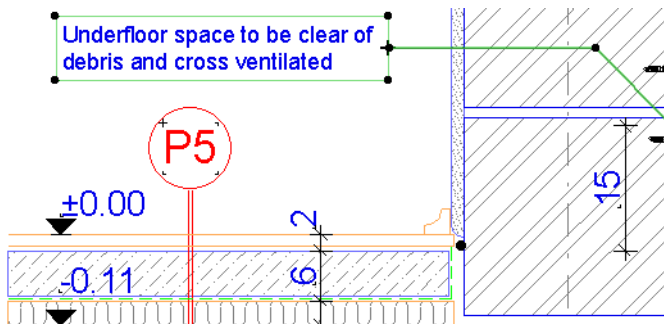 Underfloor space to be clear of
debris and cross ventilated
P5
±0.00
2
15
-0.11
6